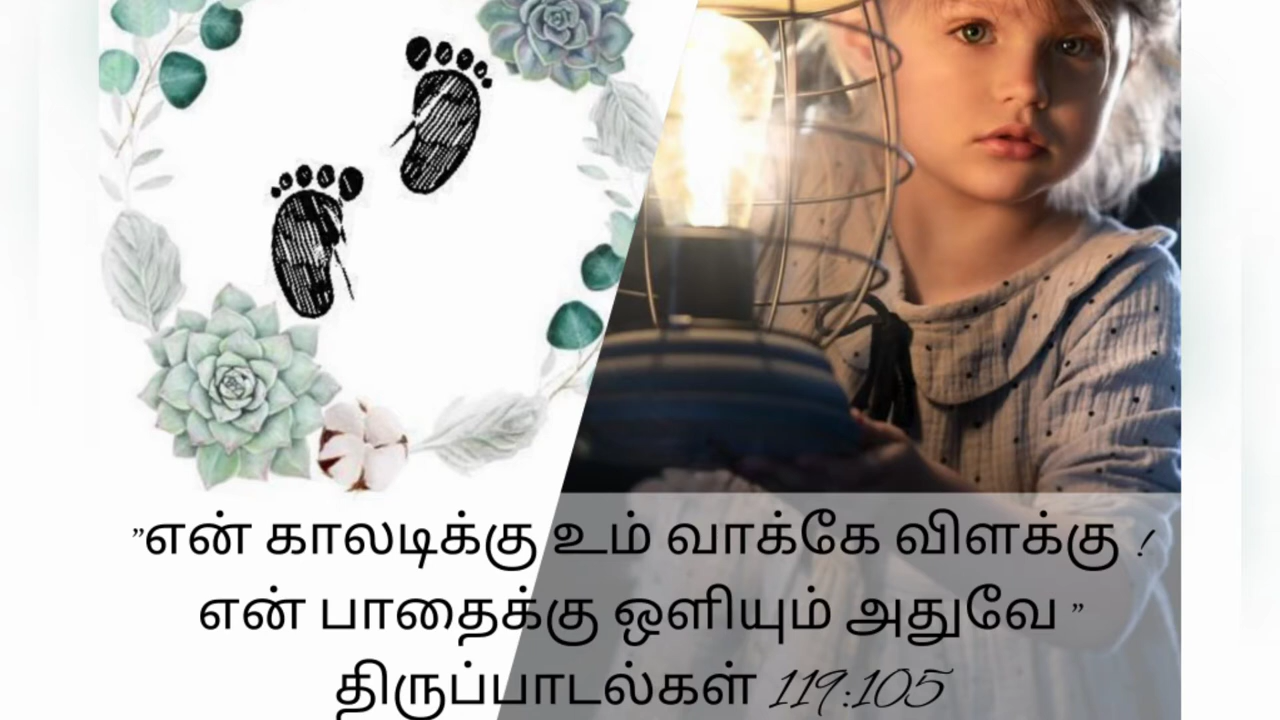 ”என் காலடிக்கு உம் வாக்கே விளக்கு !
என் பாதைக்கு ஒளியும் அதுவே ”
திருப்பாடல்கள் 119:105